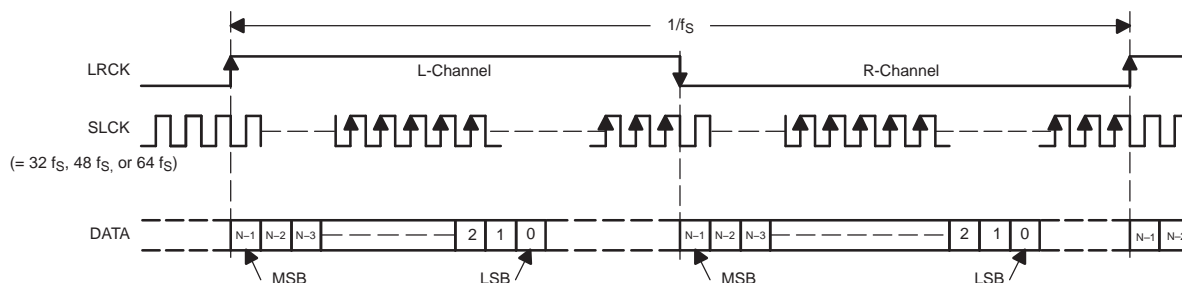 1/fS
LRCK L-Channel R-Channel
SLCK
(= 32 fS, 48 fS, or 64 fS)
DATA N–1 N–2 N–3 2 1 0 N–1 N–2 N–3 2 1 0 N–1 N–2
MSB LSB MSB LSB